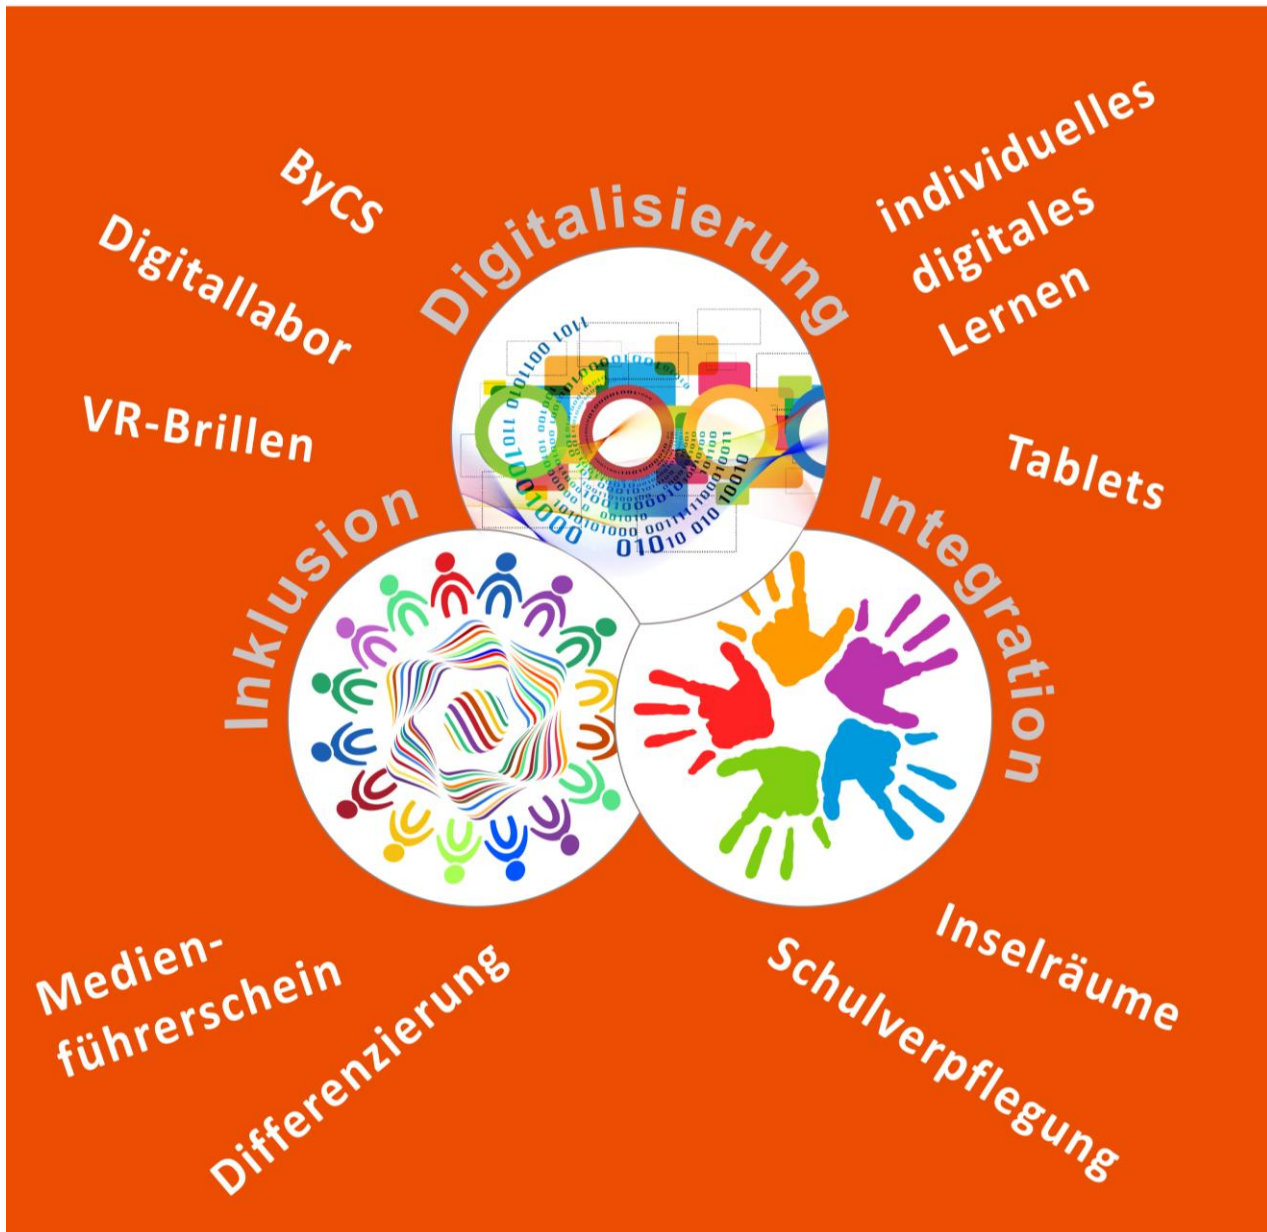 ByCS
Digitallabor
VR-Brillen
Digitalisierung
individuelles
digitales
Lernen
Tablets
Inklusion
Integration
Medien-
führerschein
Differenzierung
Inselräume
Schulverpflegung